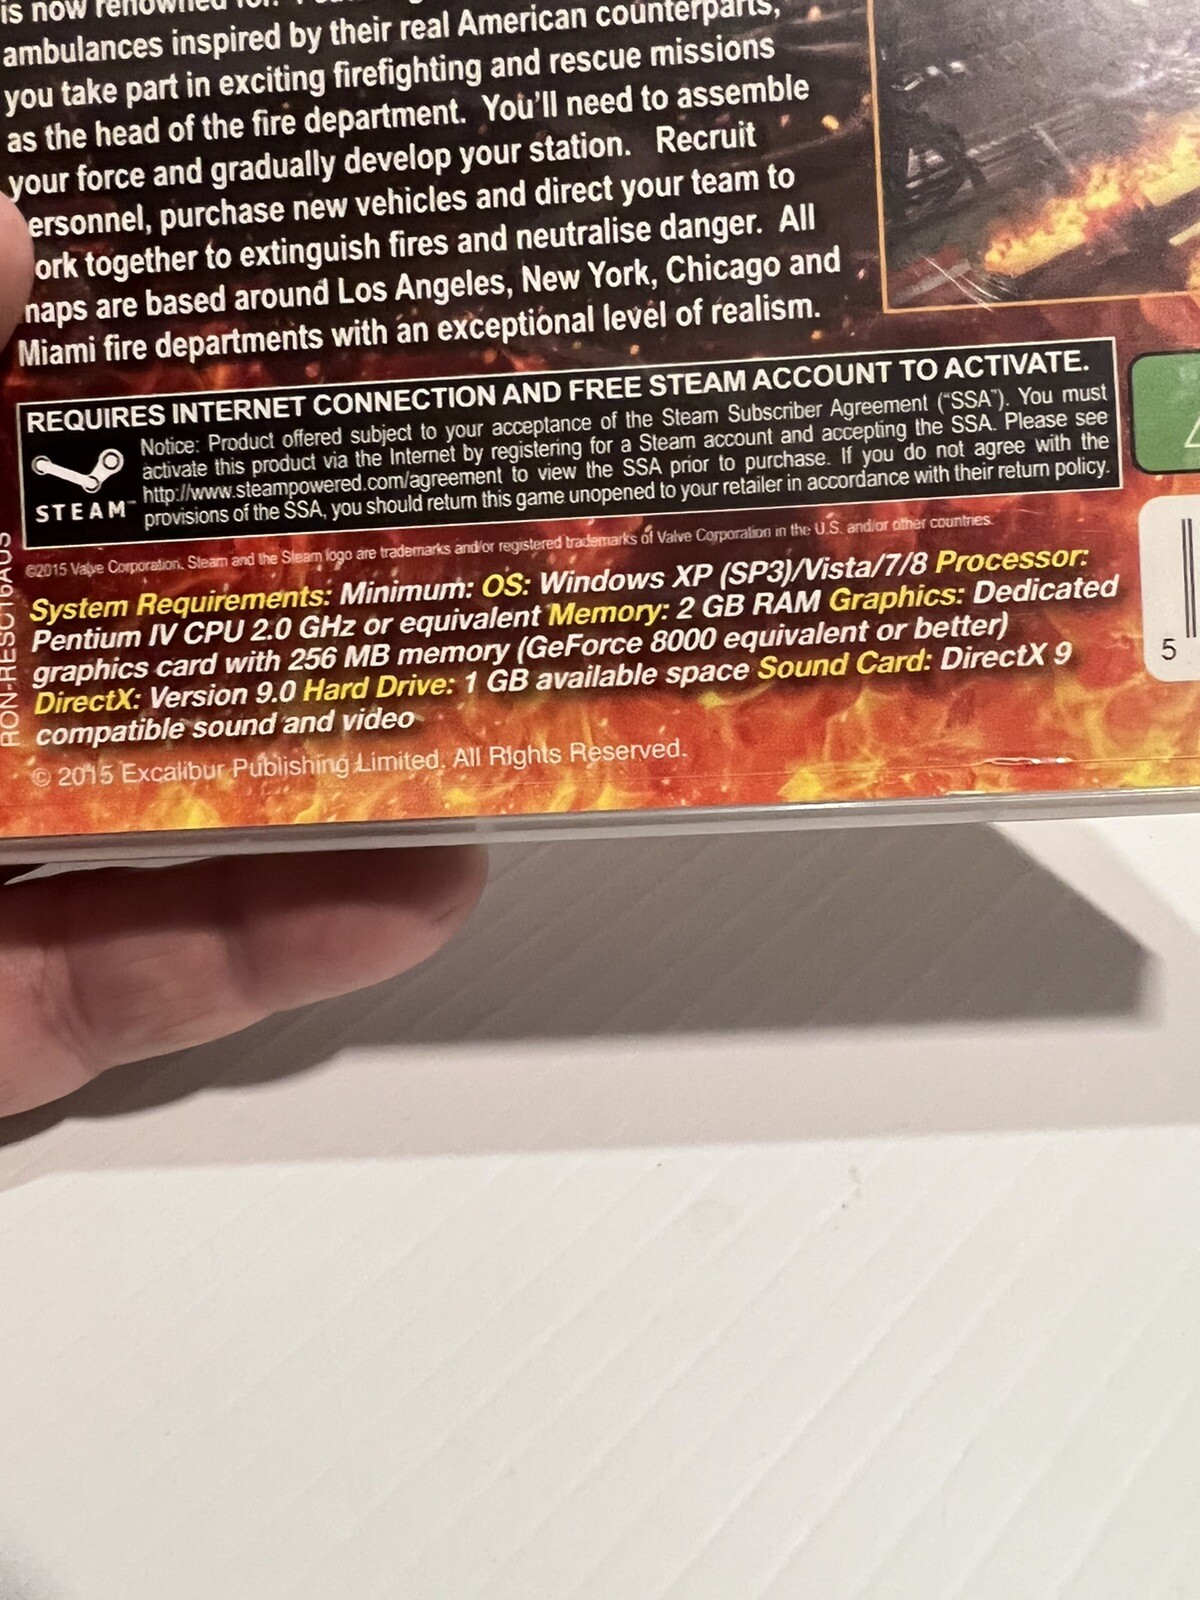 is now renowned for.
ambulances inspired by their real American counterparts,
you take part in exciting firefighting and rescue missions
as the head of the fire department. You'll need to assemble
your force and gradually develop your station. Recruit
ersonnel, purchase new vehicles and direct your team to
ork together to extinguish fires and neutralise danger. All
naps are based around Los Angeles, New York, Chicago and
Miami fire departments with an exceptional level of realism.
REQUIRES INTERNET CONNECTION AND FREE STEAM ACCOUNT TO ACTIVATE.
Notice: Product offered subject to your acceptance of the Steam Subscriber Agreement ("SSA"). You must
activate this product via the Internet by registering for a Steam account and accepting the SSA. Please see
http://www.steampowered.com/agreement to view the SSA prior to purchase. If you do not agree with the
provisions of the SSA, you should return this game unopened to your retailer in accordance with their return policy.
STEAM™
©2015 Valve Corporation. Steam and the Steam logo are trademarks and/or registered trademarks of Valve Corporation in the U.S. and/or other countries.
System Requirements: Minimum: OS: Windows XP (SP3)/Vista/7/8 Processor:
Pentium IV CPU 2.0 GHz or equivalent Memory: 2 GB RAM Graphics: Dedicated
graphics card with 256 MB memory (GeForce 8000 equivalent or better)
DirectX: Version 9.0 Hard Drive: 1 GB available space Sound Card: DirectX 9
compatible sound and video
© 2015 Excalibur Publishing Limited. All Rights Reserved.
RON-RESC16AUS
5